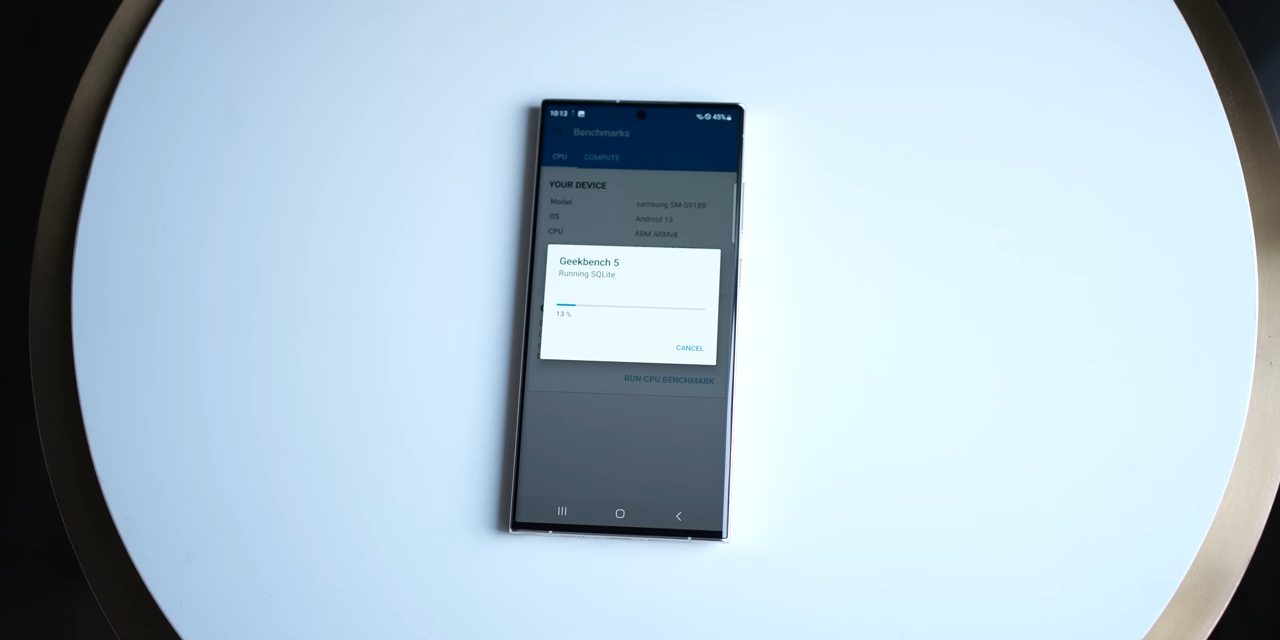 10:13 45%
Benchmarks
CPU COMPUTE
YOUR DEVICE
Model samsung SM-S918B
OS Android 13
CPU ARM ARMv8
Geekbench 5
Running SQLite
13 %
CANCEL
RUN CPU BENCHMARK